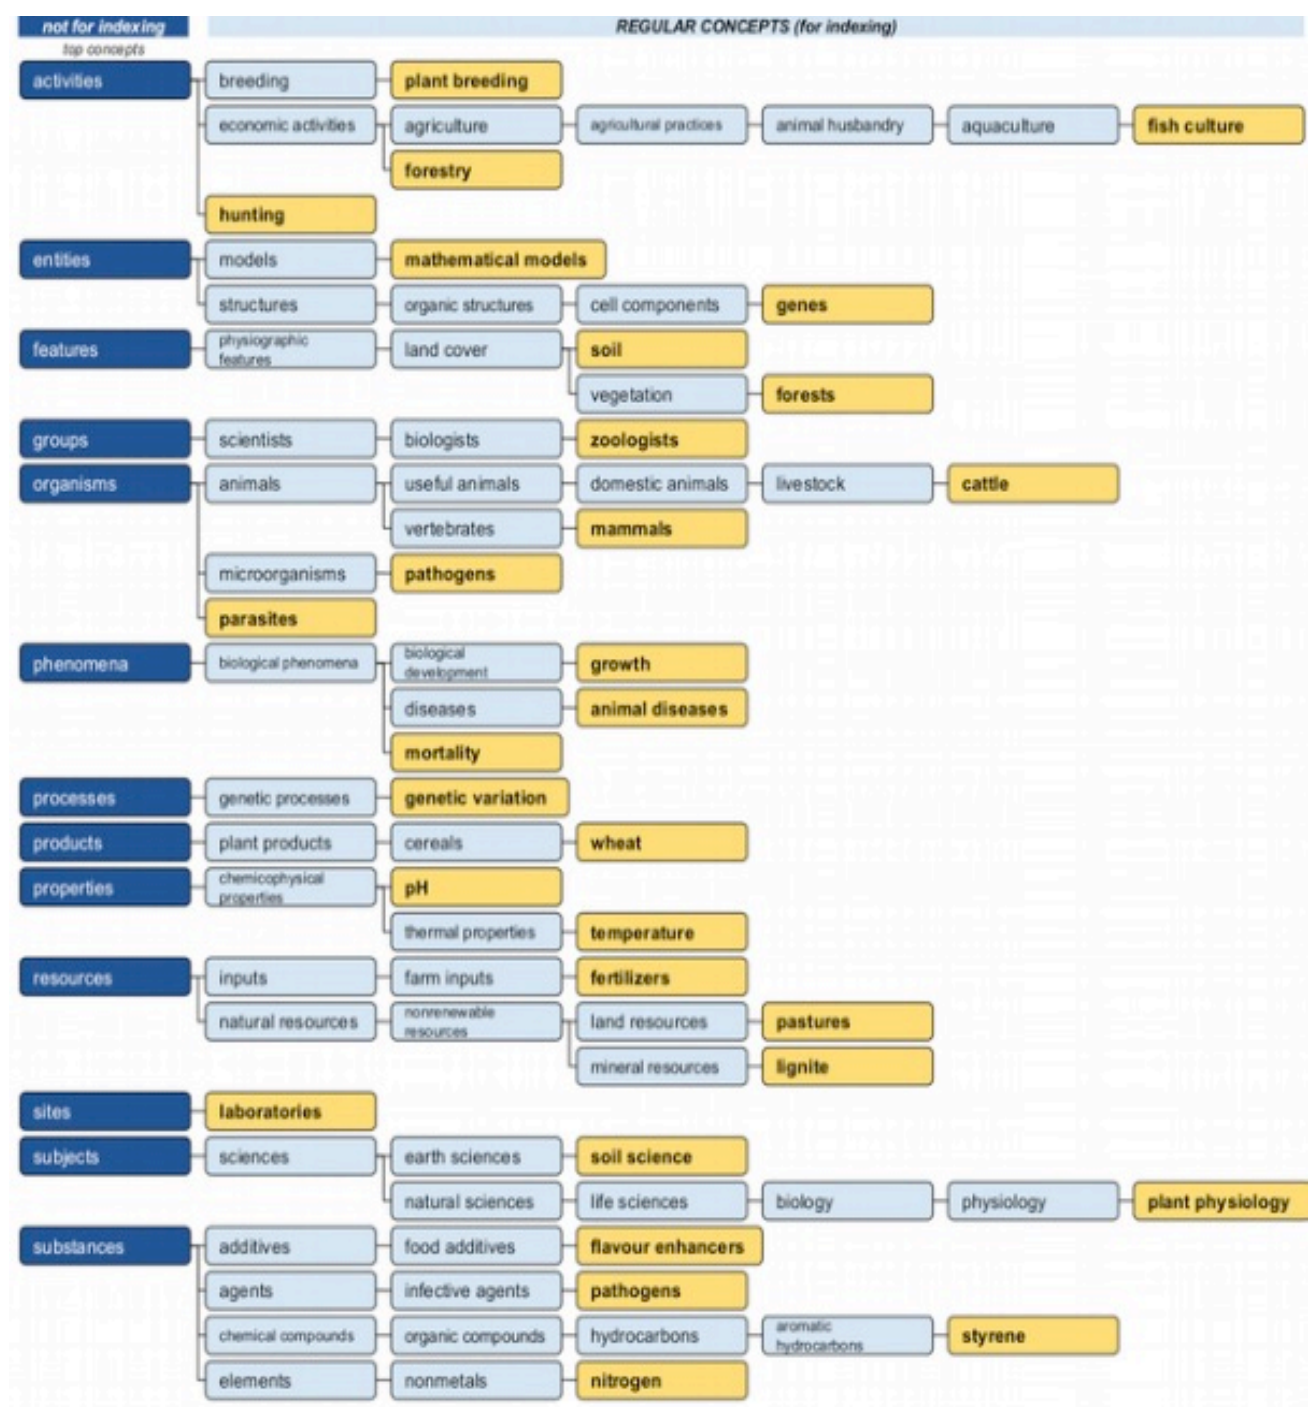 not for indexing
REGULAR CONCEPTS (for indexing)
top concepts
activities breeding plant breeding
economic activities agriculture agricultural practices animal husbandry aquaculture fish culture
forestry
hunting
entities models mathematical models
structures organic structures cell components genes
features physiographic features land cover soil
vegetation forests
groups scientists biologists zoologists
organisms animals useful animals domestic animals livestock cattle
vertebrates mammals
microorganisms pathogens
parasites
phenomena biological phenomena biological development growth
diseases animal diseases
mortality
processes genetic processes genetic variation
products plant products cereals wheat
properties chemicophysical properties pH
thermal properties temperature
resources inputs farm inputs fertilizers
natural resources nonrenewable resources land resources pastures
mineral resources lignite
sites laboratories
subjects sciences earth sciences soil science
natural sciences life sciences biology physiology plant physiology
substances additives food additives flavour enhancers
agents infective agents pathogens
chemical compounds organic compounds hydrocarbons aromatic hydrocarbons styrene
elements nonmetals nitrogen